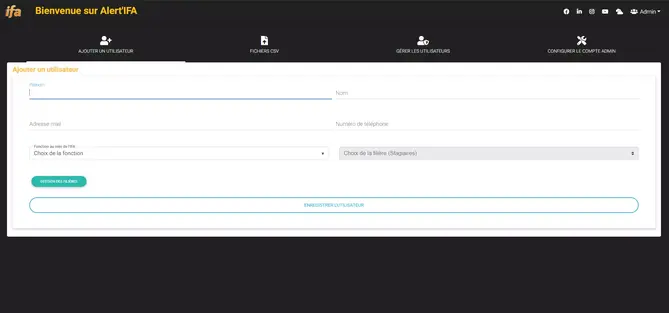 ifa Bienvenue sur Alert'IFA
Admin
AJOUTER UN UTILISATEUR
FICHIERS CSV
GÉRER LES UTILISATEURS
CONFIGURER LE COMPTE ADMIN
Ajouter un utilisateur
Prénom
Nom
Adresse mail
Numéro de téléphone
Fonction au sein de l'IFA
Choix de la fonction
Choix de la filière (Stagiaires)
GESTION DES FILIÈRES
ENREGISTRER L'UTILISATEUR